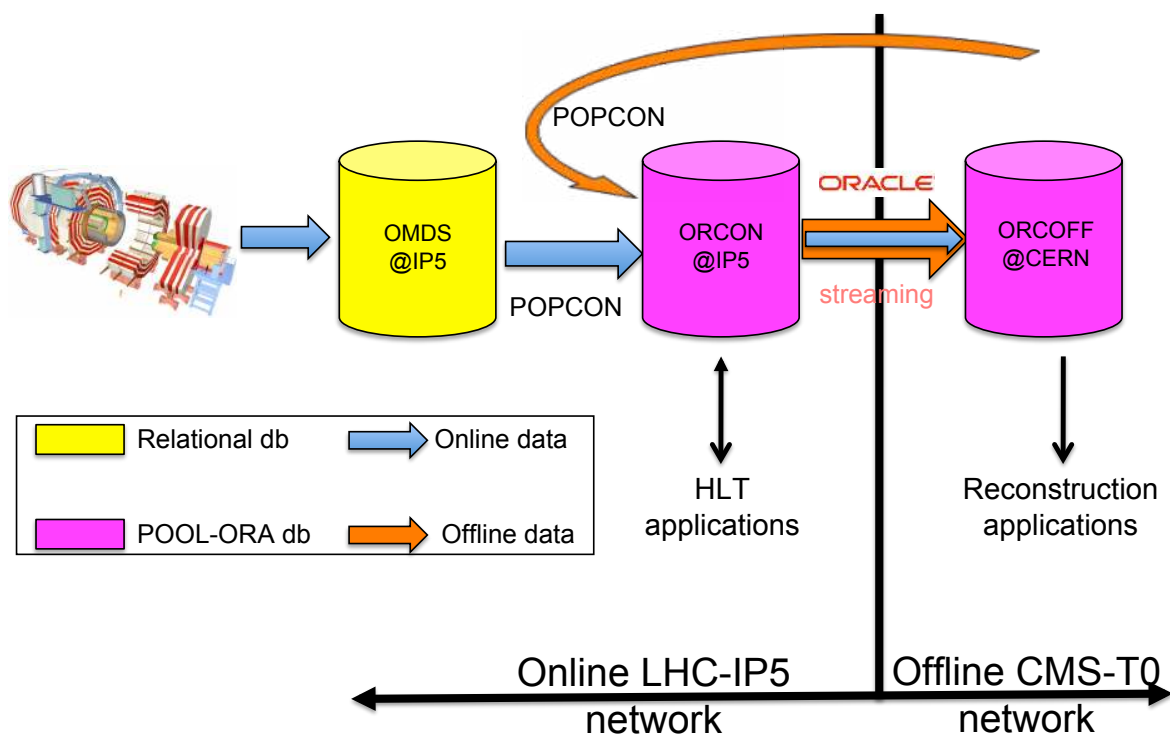 POPCON
ORACLE
OMDS
@IP5
ORCON
@IP5
ORCOFF
@CERN
POPCON
streaming
Relational db
Online data
POOL-ORA db
Offline data
HLT
applications
Reconstruction
applications
Online LHC-IP5
network
Offline CMS-T0
network